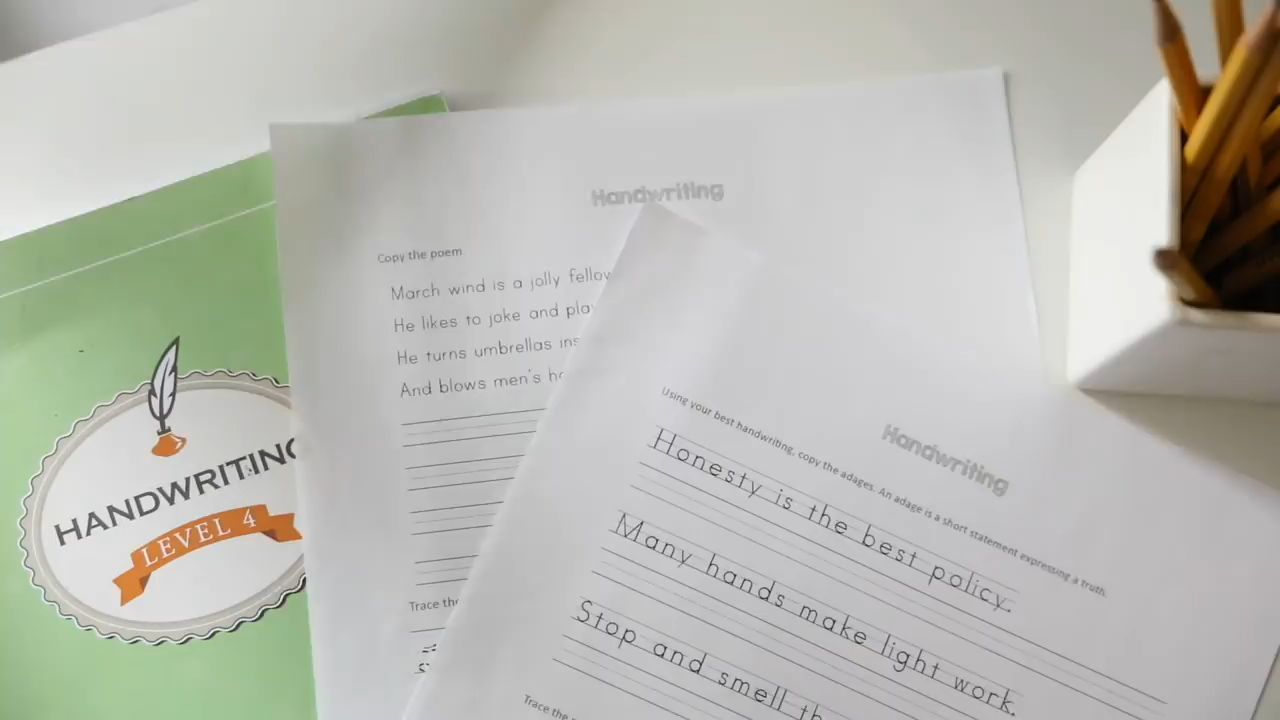 HANDWRITING
LEVEL 4
Handwriting
Copy the poem
March wind is a jolly fellow
He likes to joke and play
He turns umbrellas
And blows men's
Trace the
Handwriting
Using your best handwriting, copy the adages. An adage is a short statement expressing a truth.
Honesty is the best policy.
Many hands make light work.
Stop and smell
Trace the